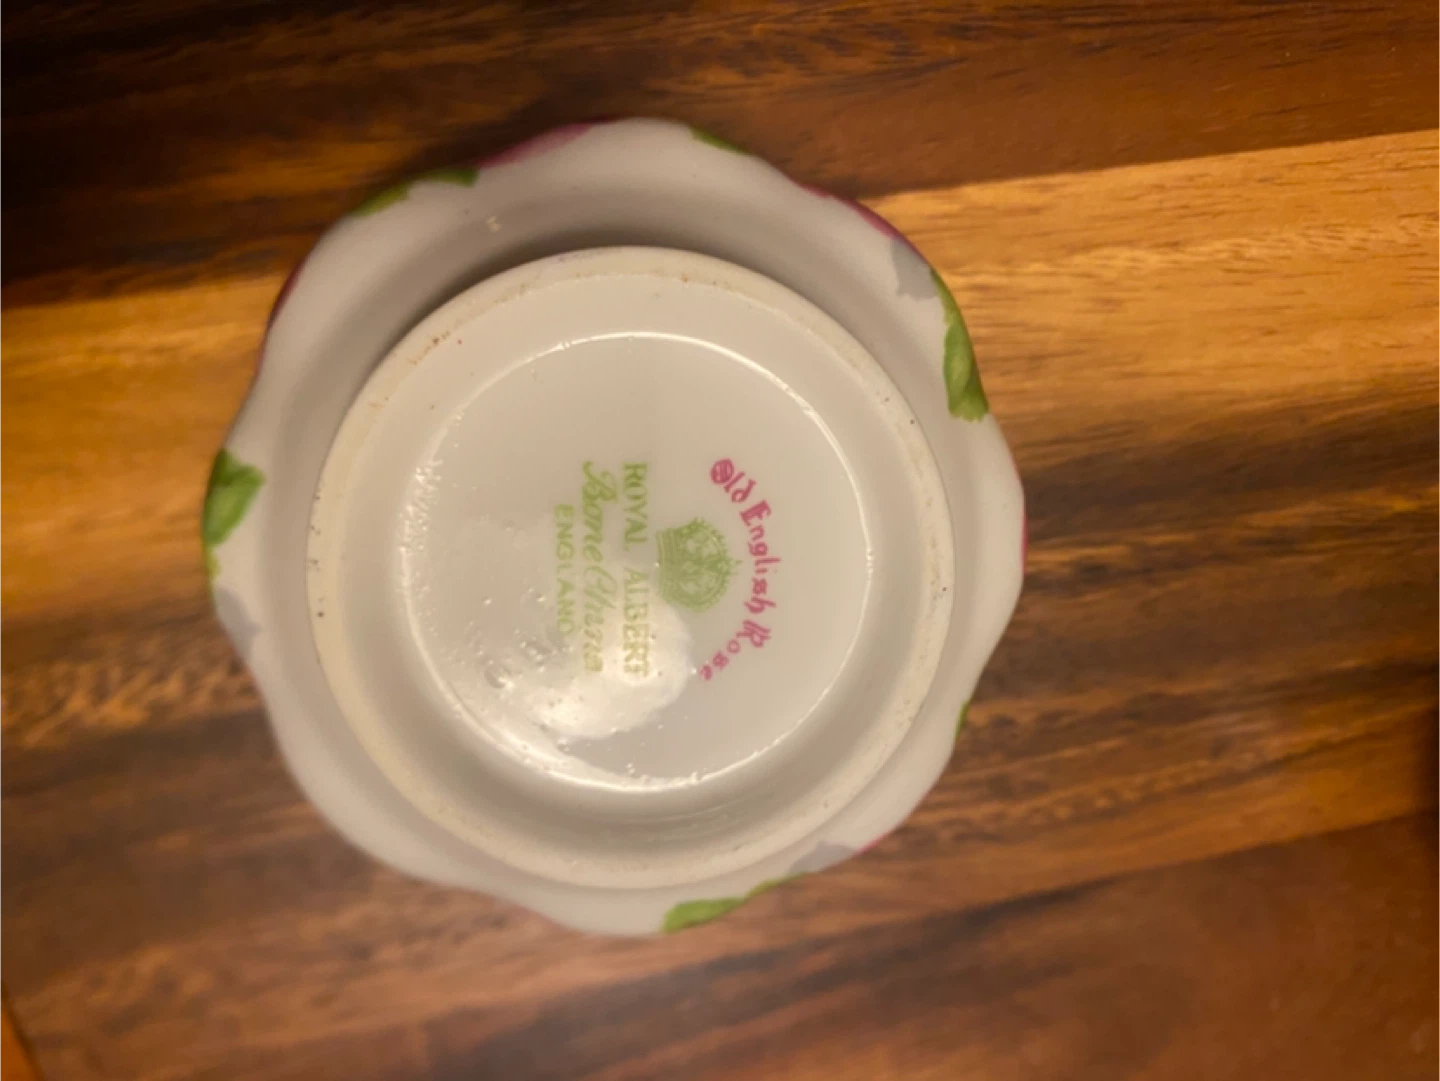 Old English Rose
ROYAL ALBERT
Bone China
ENGLAND